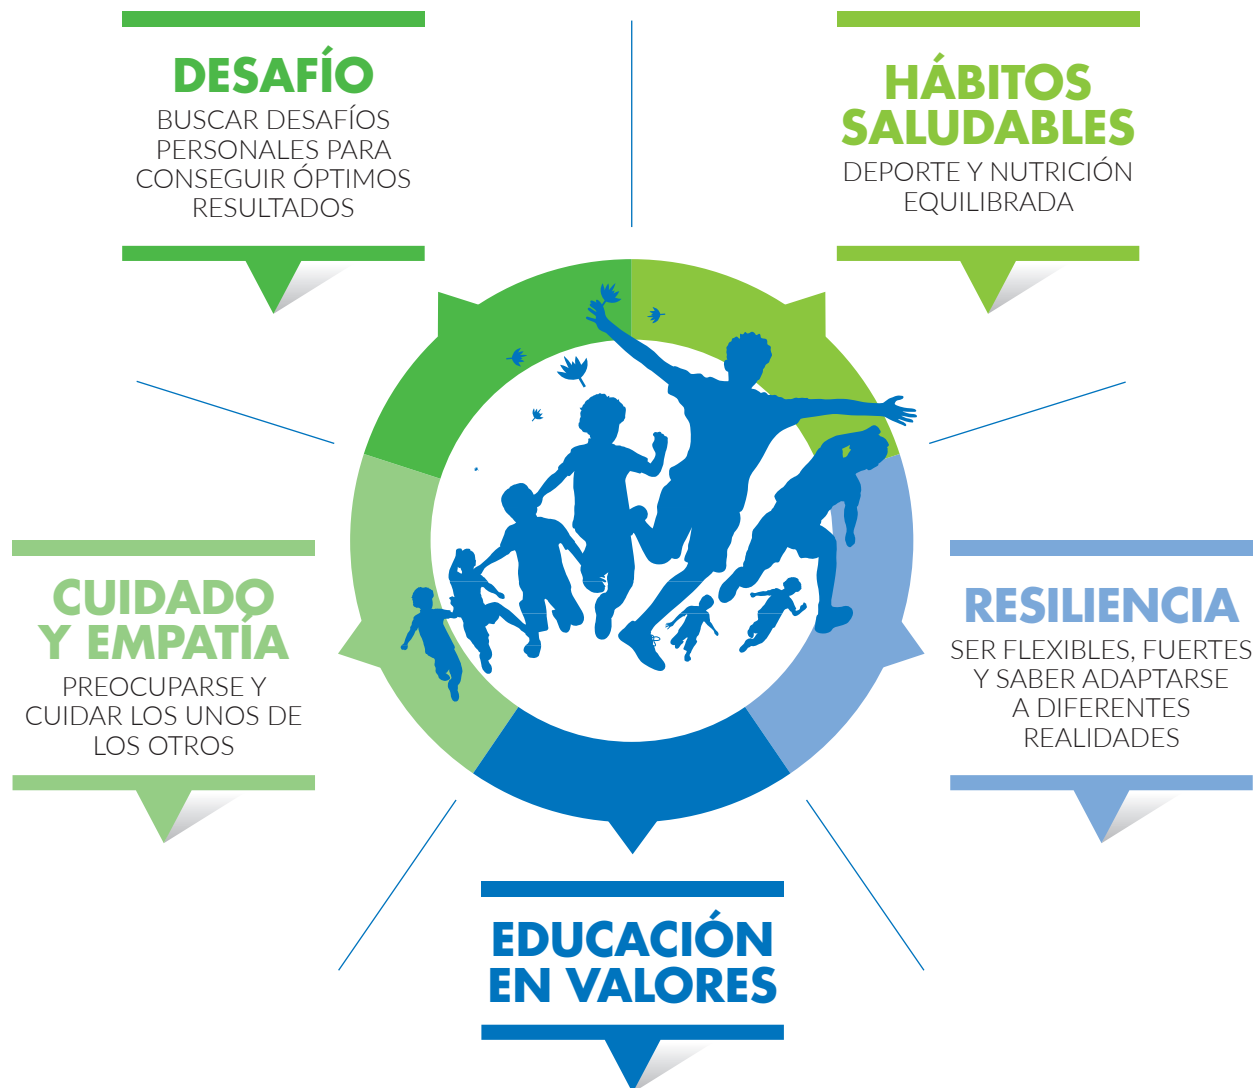 DESAFÍO
BUSCAR DESAFÍOS
PERSONALES PARA
CONSEGUIR ÓPTIMOS
RESULTADOS
HÁBITOS
SALUDABLES
DEPORTE Y NUTRICIÓN
EQUILIBRADA
CUIDADO
Y EMPATÍA
PREOCUPARSE Y
CUIDAR LOS UNOS DE
LOS OTROS
RESILIENCIA
SER FLEXIBLES, FUERTES
Y SABER ADAPTARSE
A DIFERENTES
REALIDADES
EDUCACIÓN
EN VALORES